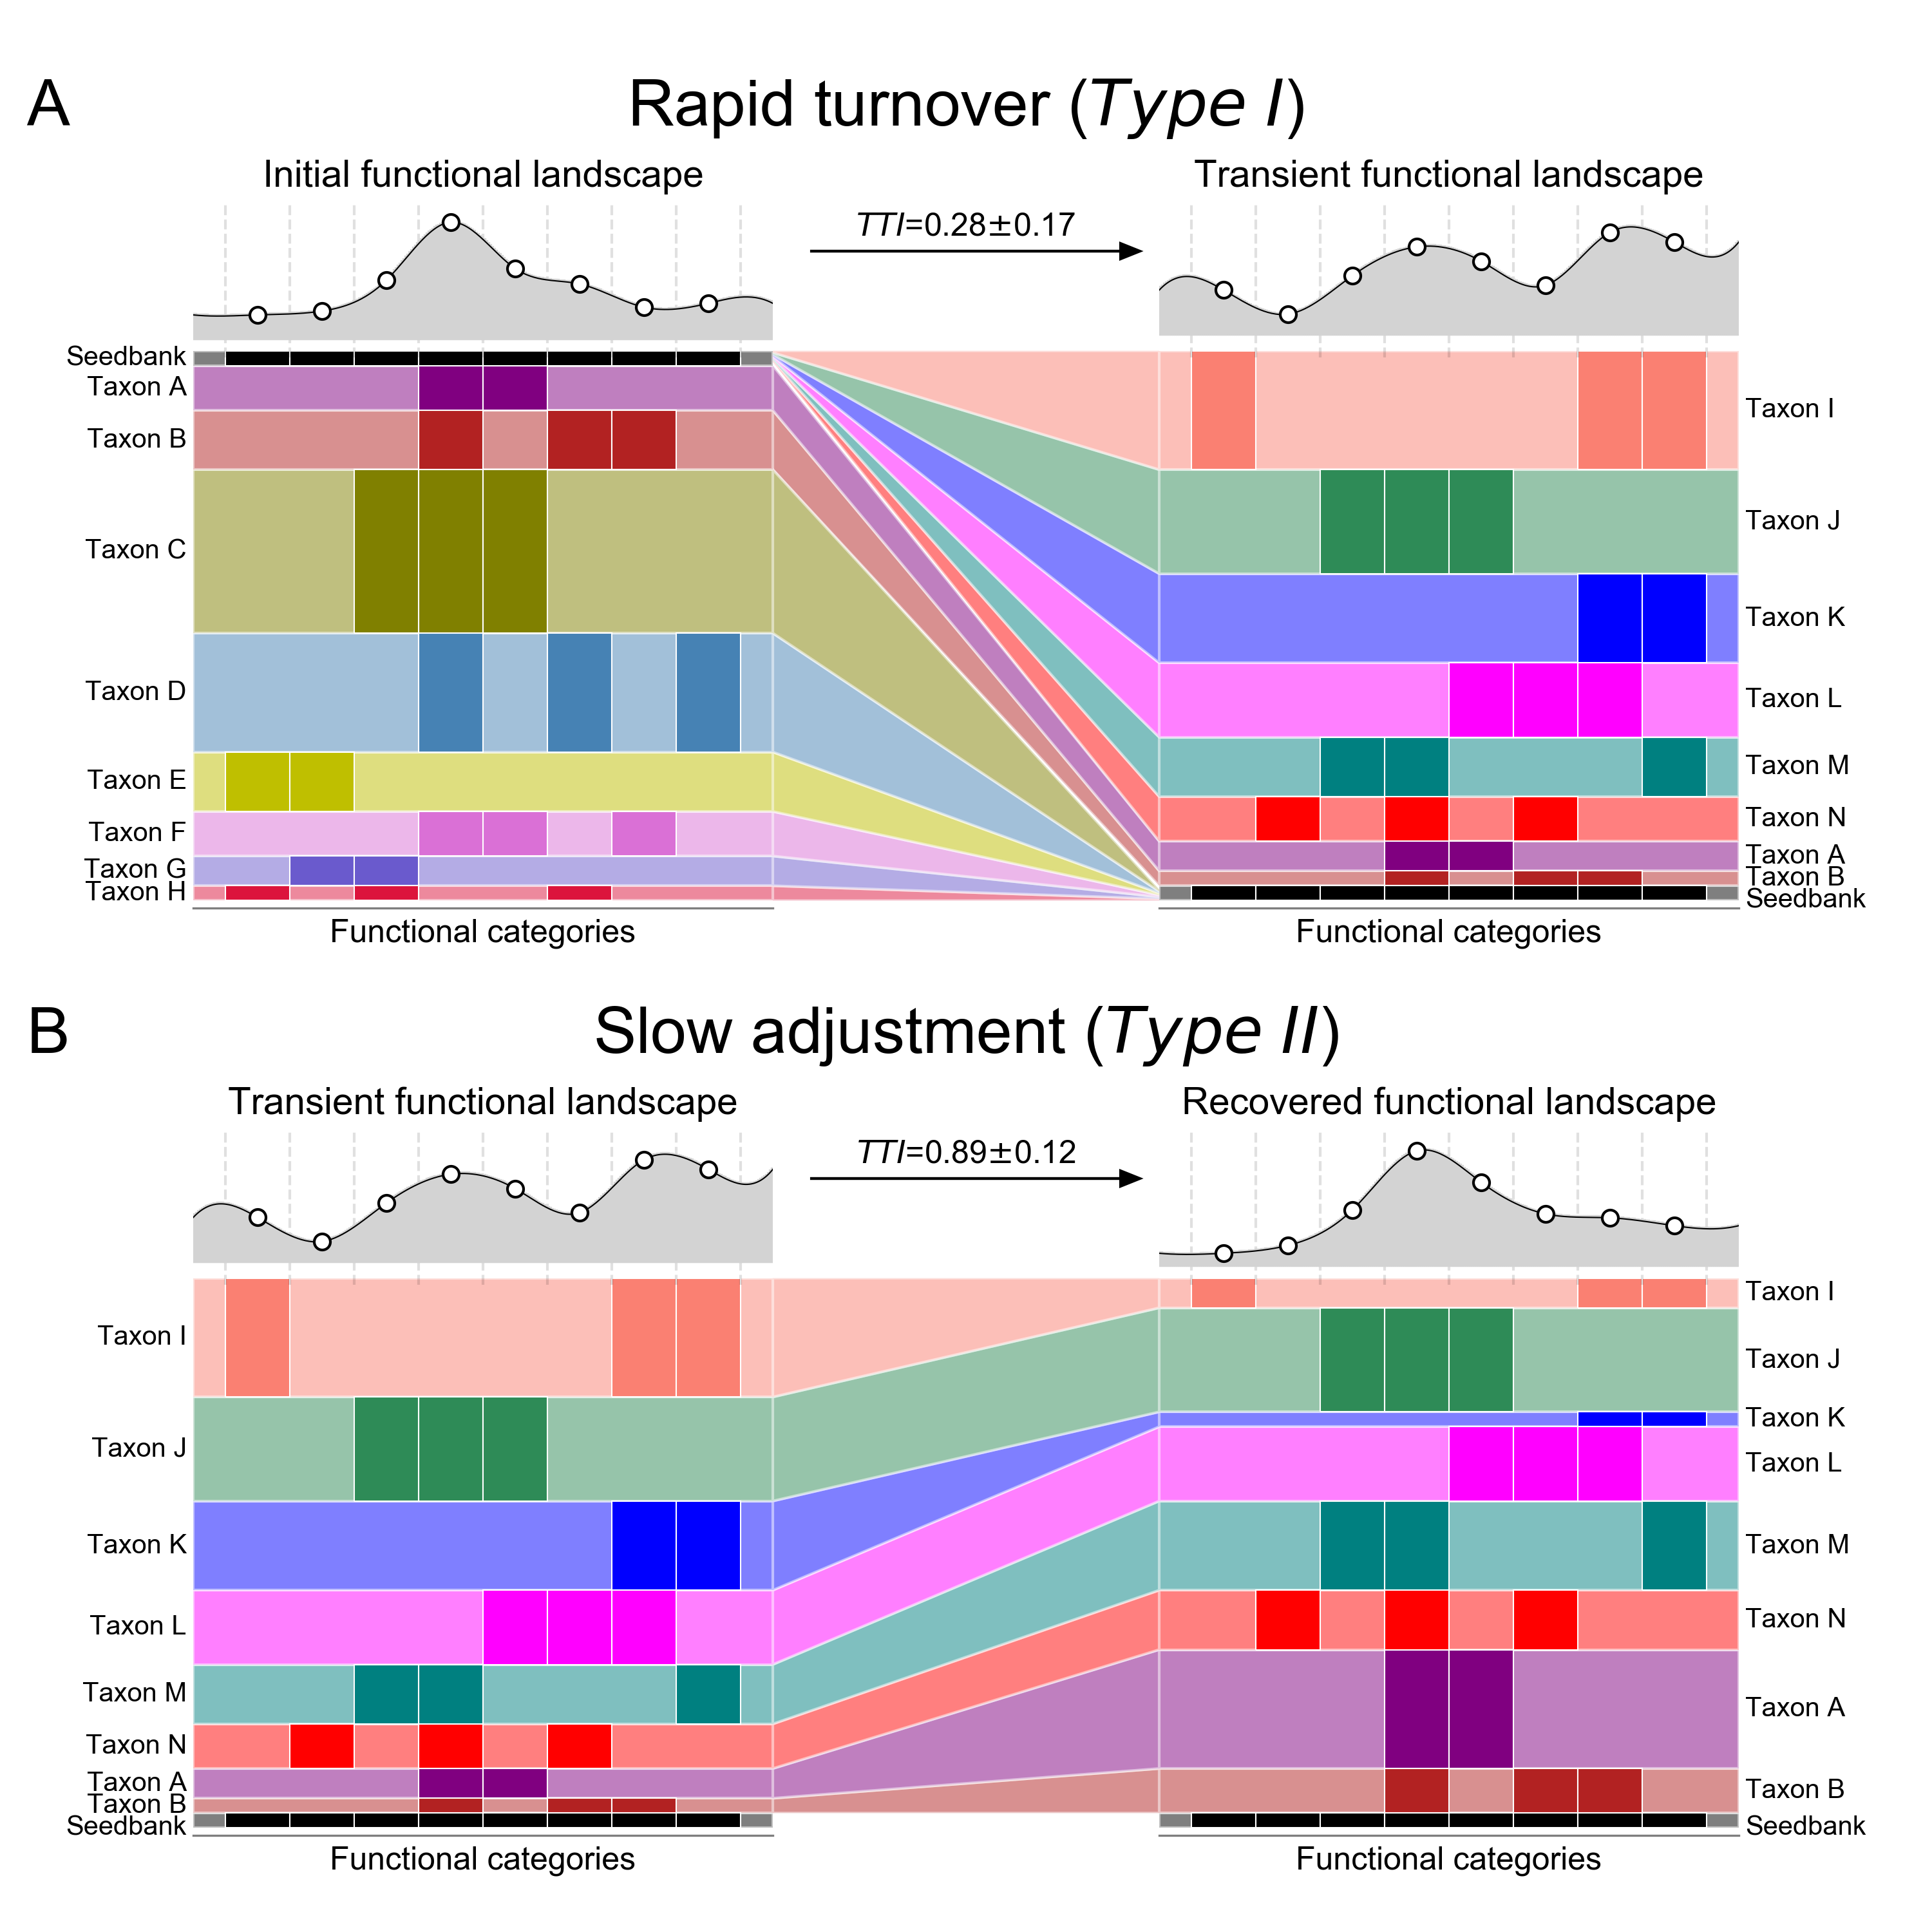 A
Rapid turnover (Type I)
Initial functional landscape
Transient functional landscape
TTI=0.28±0.17
Seedbank
Taxon A
Taxon B
Taxon C
Taxon D
Taxon E
Taxon F
Taxon G
Taxon H
Taxon I
Taxon J
Taxon K
Taxon L
Taxon M
Taxon N
Taxon A
Taxon B
Seedbank
Functional categories
Functional categories
B
Slow adjustment (Type II)
Transient functional landscape
Recovered functional landscape
TTI=0.89±0.12
Taxon I
Taxon J
Taxon K
Taxon L
Taxon M
Taxon N
Taxon A
Taxon B
Seedbank
Taxon I
Taxon J
Taxon K
Taxon L
Taxon M
Taxon N
Taxon A
Taxon B
Seedbank
Functional categories
Functional categories